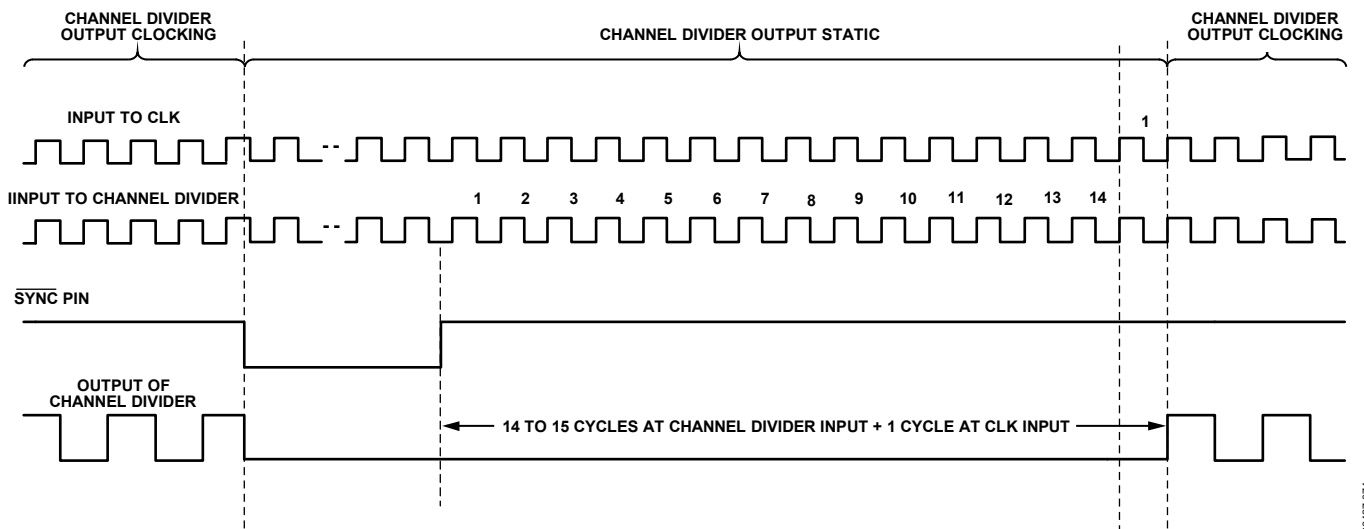 CHANNEL DIVIDER
OUTPUT CLOCKING
CHANNEL DIVIDER OUTPUT STATIC
CHANNEL DIVIDER
OUTPUT CLOCKING
INPUT TO CLK
1
IINPUT TO CHANNEL DIVIDER
1 2 3 4 5 6 7 8 9 10 11 12 13 14
SYNC PIN
OUTPUT OF
CHANNEL DIVIDER
14 TO 15 CYCLES AT CHANNEL DIVIDER INPUT + 1 CYCLE AT CLK INPUT